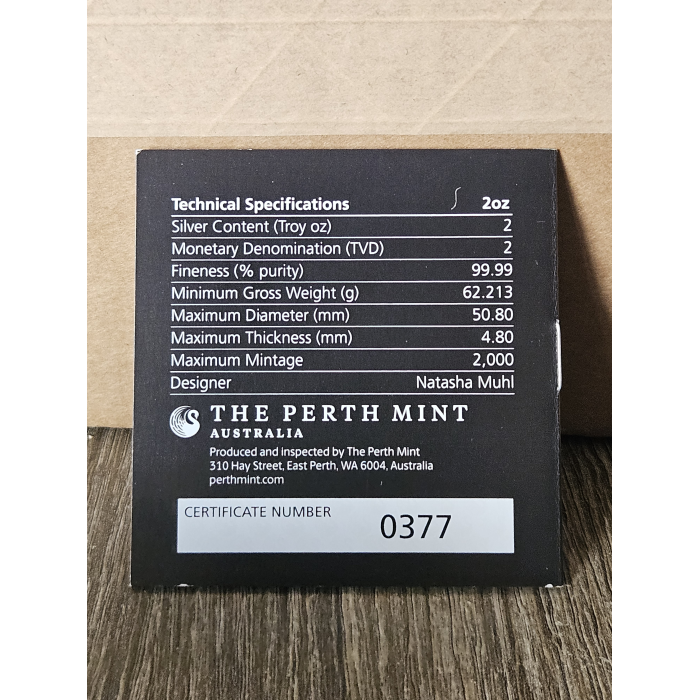 Technical Specifications 2oz
Silver Content (Troy oz) 2
Monetary Denomination (TVD) 2
Fineness (% purity) 99.99
Minimum Gross Weight (g) 62.213
Maximum Diameter (mm) 50.80
Maximum Thickness (mm) 4.80
Maximum Mintage 2,000
Designer Natasha Muhl
THE PERTH MINT
AUSTRALIA
Produced and inspected by The Perth Mint
310 Hay Street, East Perth, WA 6004, Australia
perthmint.com
CERTIFICATE NUMBER 0377